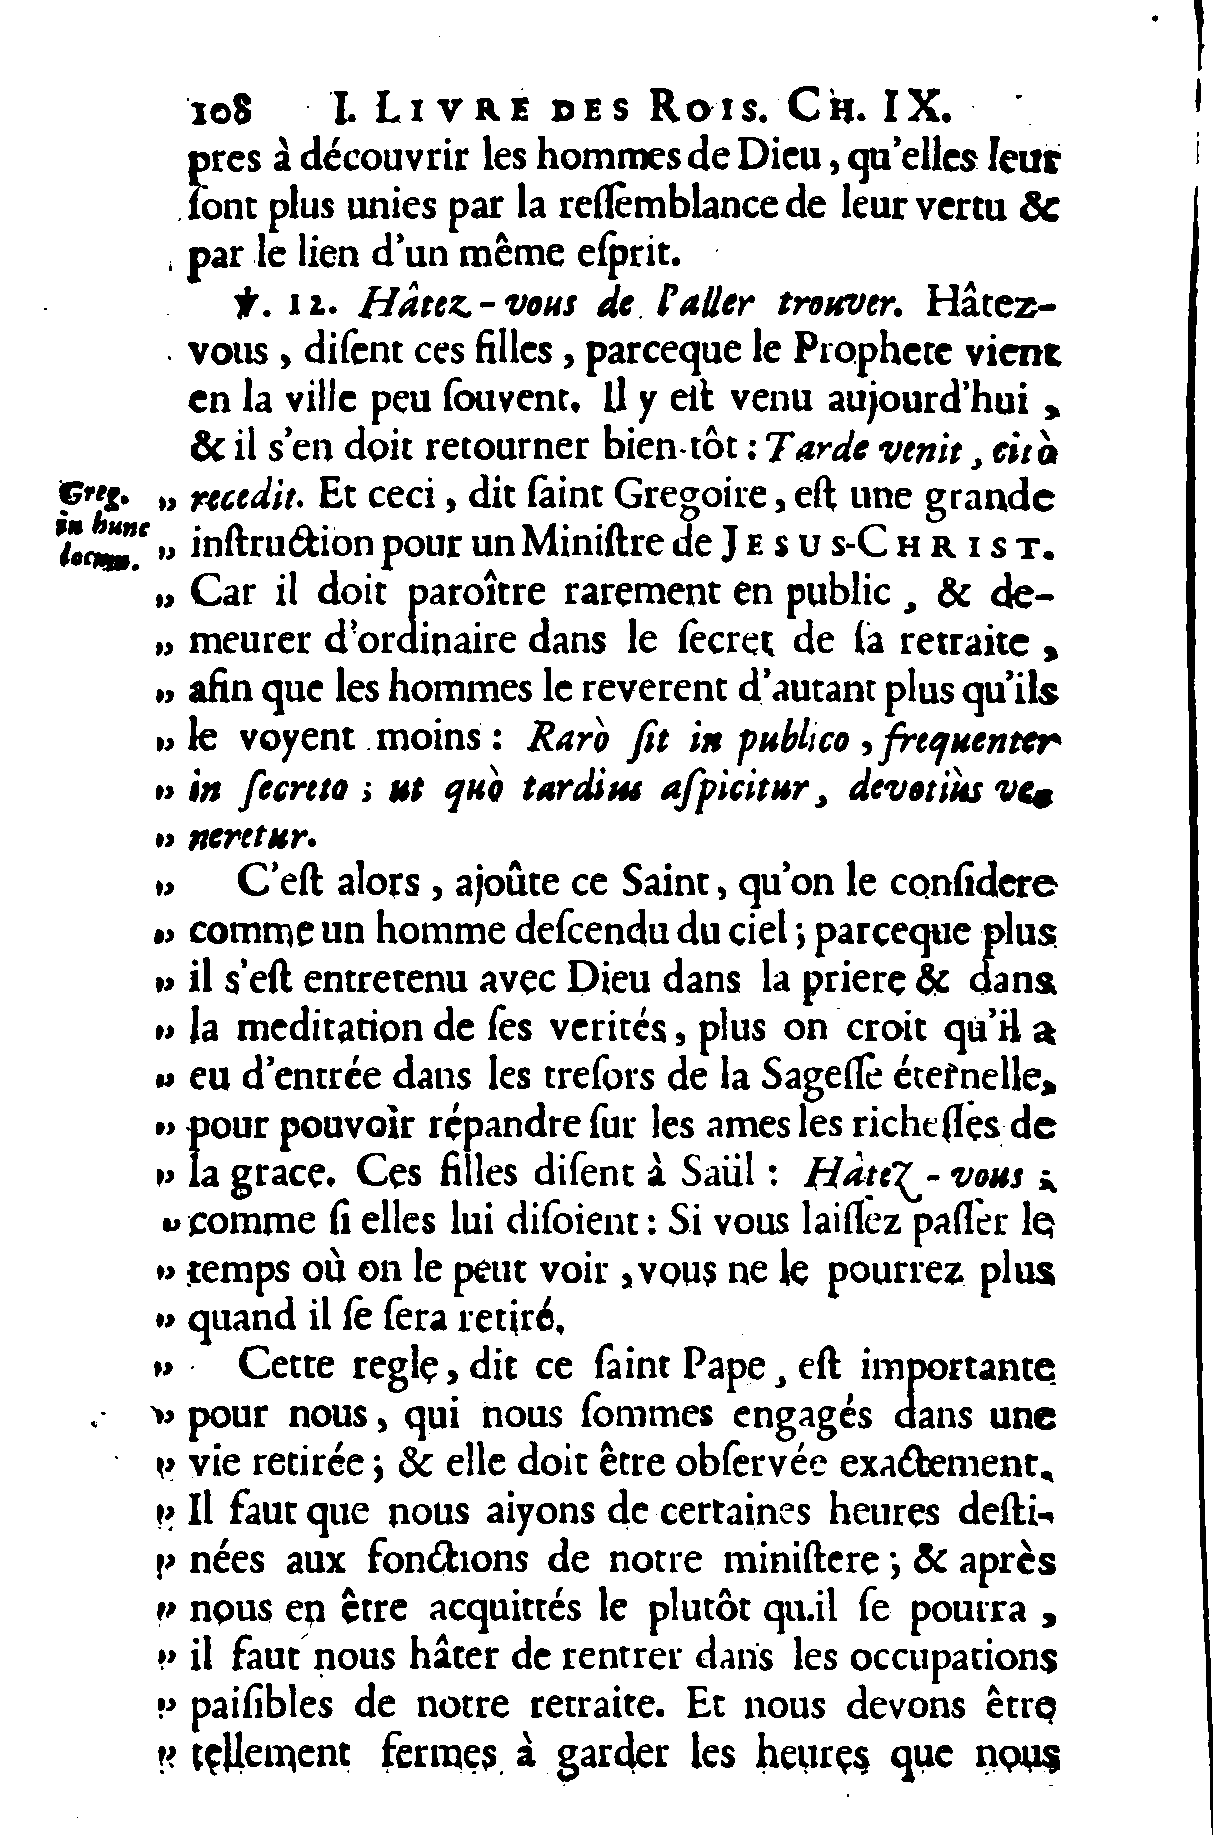 108 I. LIVRE DES ROIS. CH. IX.
pres à découvrir les hommes de Dieu, qu'elles leur
ſont plus unies par la reſſemblance de leur vertu &
par le lien d'un même eſprit.
℣. 12. Hâtez-vous de l'aller trouver. Hâtez-
vous, diſent ces filles, parceque le Prophete vient
en la ville peu ſouvent. Il y eſt venu aujourd'hui,
& il s'en doit retourner bien-tôt : Tarde venit, citò
Greg. in hunc locum.
„ recedit. Et ceci, dit ſaint Gregoire, eſt une grande
„ inſtruction pour un Miniſtre de JESUS-CHRIST.
„ Car il doit paroître rarement en public, & de-
„ meurer d'ordinaire dans le ſecret de ſa retraite,
„ afin que les hommes le reverent d'autant plus qu'ils
„ le voyent moins : Rarò ſit in publico, frequenter
„ in ſecreto ; ut quò tardius aſpicitur, devotiùs ve-
„ neretur.
„ C'eſt alors, ajoûte ce Saint, qu'on le conſidere
„ comme un homme deſcendu du ciel ; parceque plus
„ il s'eſt entretenu avec Dieu dans la priere & dans
„ la meditation de ſes verités, plus on croit qu'il a
„ eu d'entrée dans les treſors de la Sageſſe éternelle,
„ pour pouvoir répandre ſur les ames les richeſſes de
„ la grace. Ces filles diſent à Saül : Hâtez-vous ;
„ comme ſi elles lui diſoient : Si vous laiſſez paſſer le
„ temps où on le peut voir, vous ne le pourrez plus
„ quand il ſe ſera retiré.
„ Cette regle, dit ce ſaint Pape, eſt importante
„ pour nous, qui nous ſommes engagés dans une
„ vie retirée ; & elle doit être obſervée exactement.
„ Il faut que nous aiyons de certaines heures deſti-
„ nées aux fonctions de notre miniſtere ; & après
„ nous en être acquittés le plutôt qu.il ſe pourra,
„ il faut nous hâter de rentrer dans les occupations
„ paiſibles de notre retraite. Et nous devons être
„ tellement fermes à garder les heures que nous